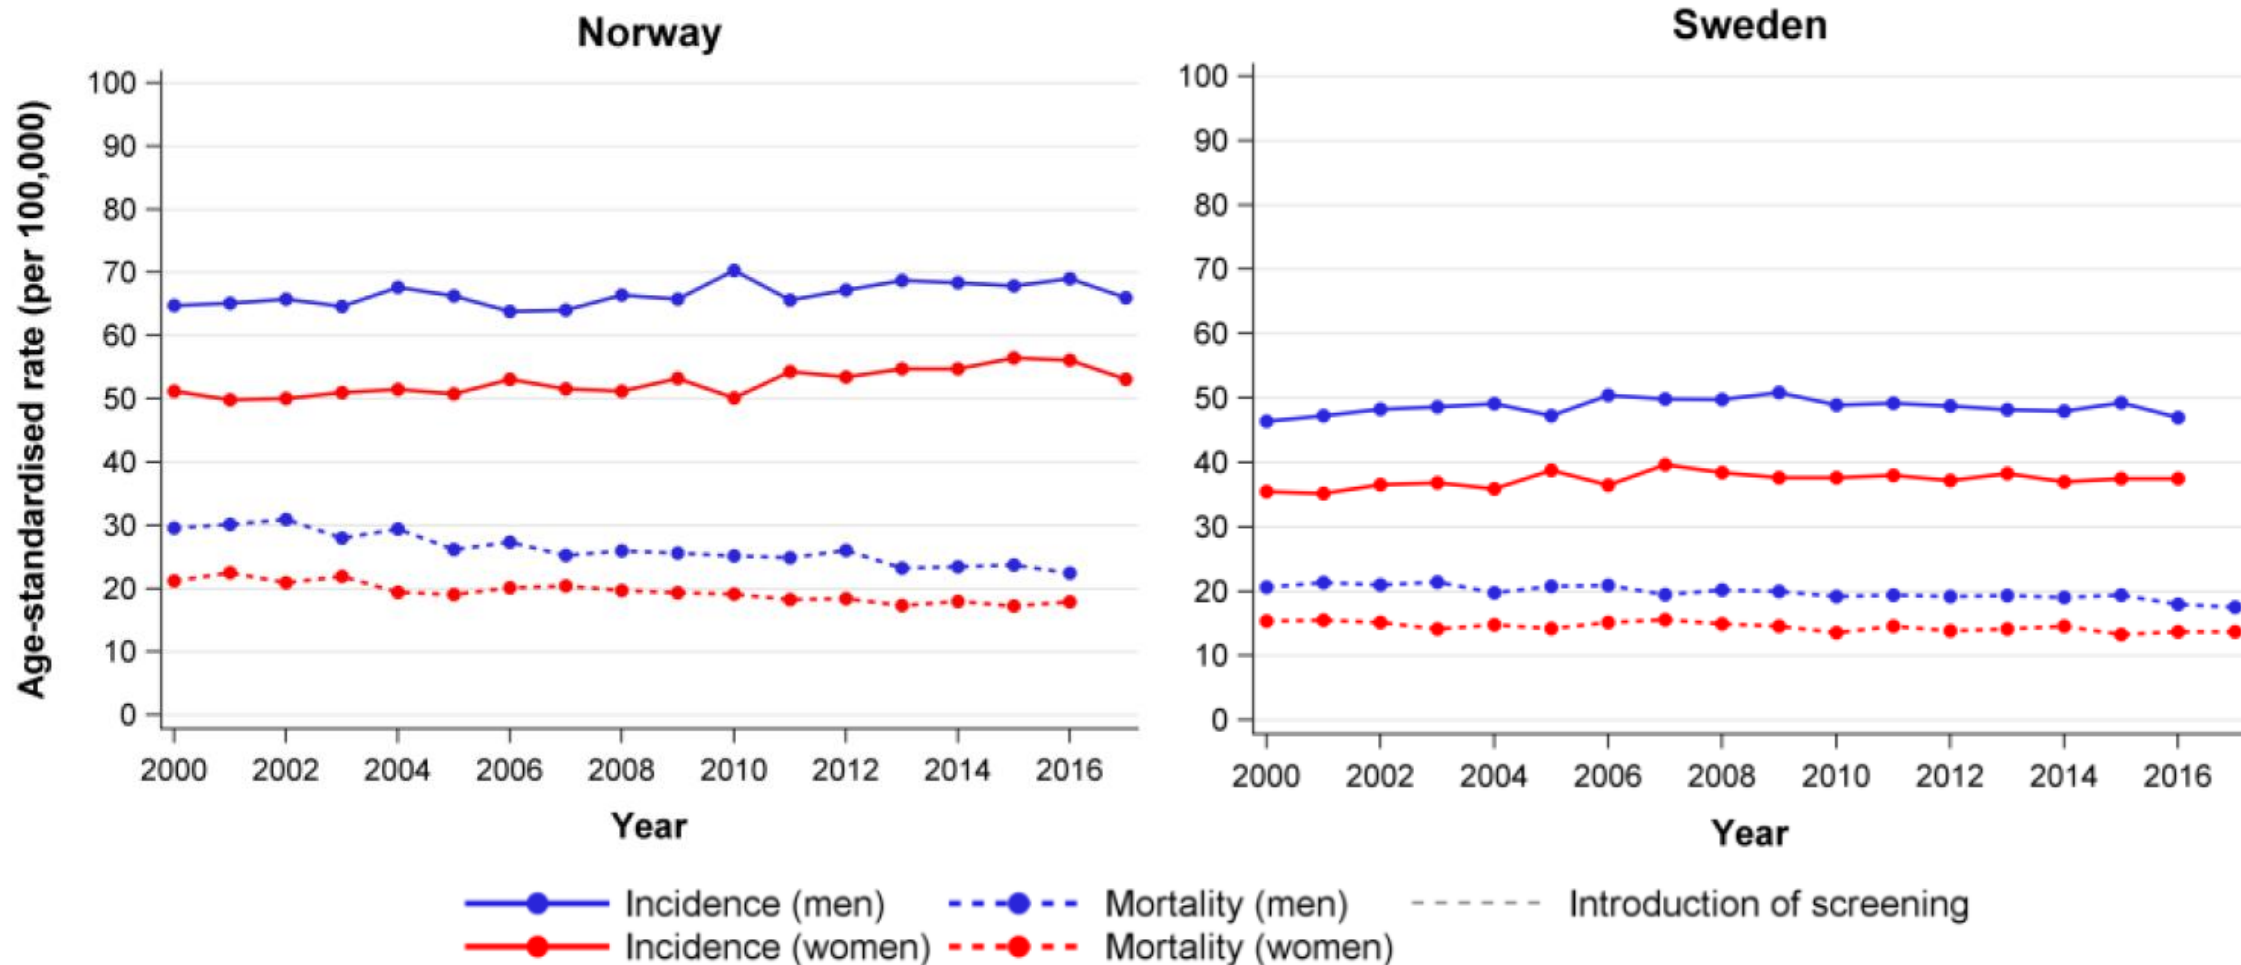 Norway
Sweden
Age-standardised rate (per 100,000)
100
90
80
70
60
50
40
30
20
10
0
2000 2002 2004 2006 2008 2010 2012 2014 2016
Year
100
90
80
70
60
50
40
30
20
10
0
2000 2002 2004 2006 2008 2010 2012 2014 2016
Year
Incidence (men) Mortality (men) Introduction of screening
Incidence (women) Mortality (women)